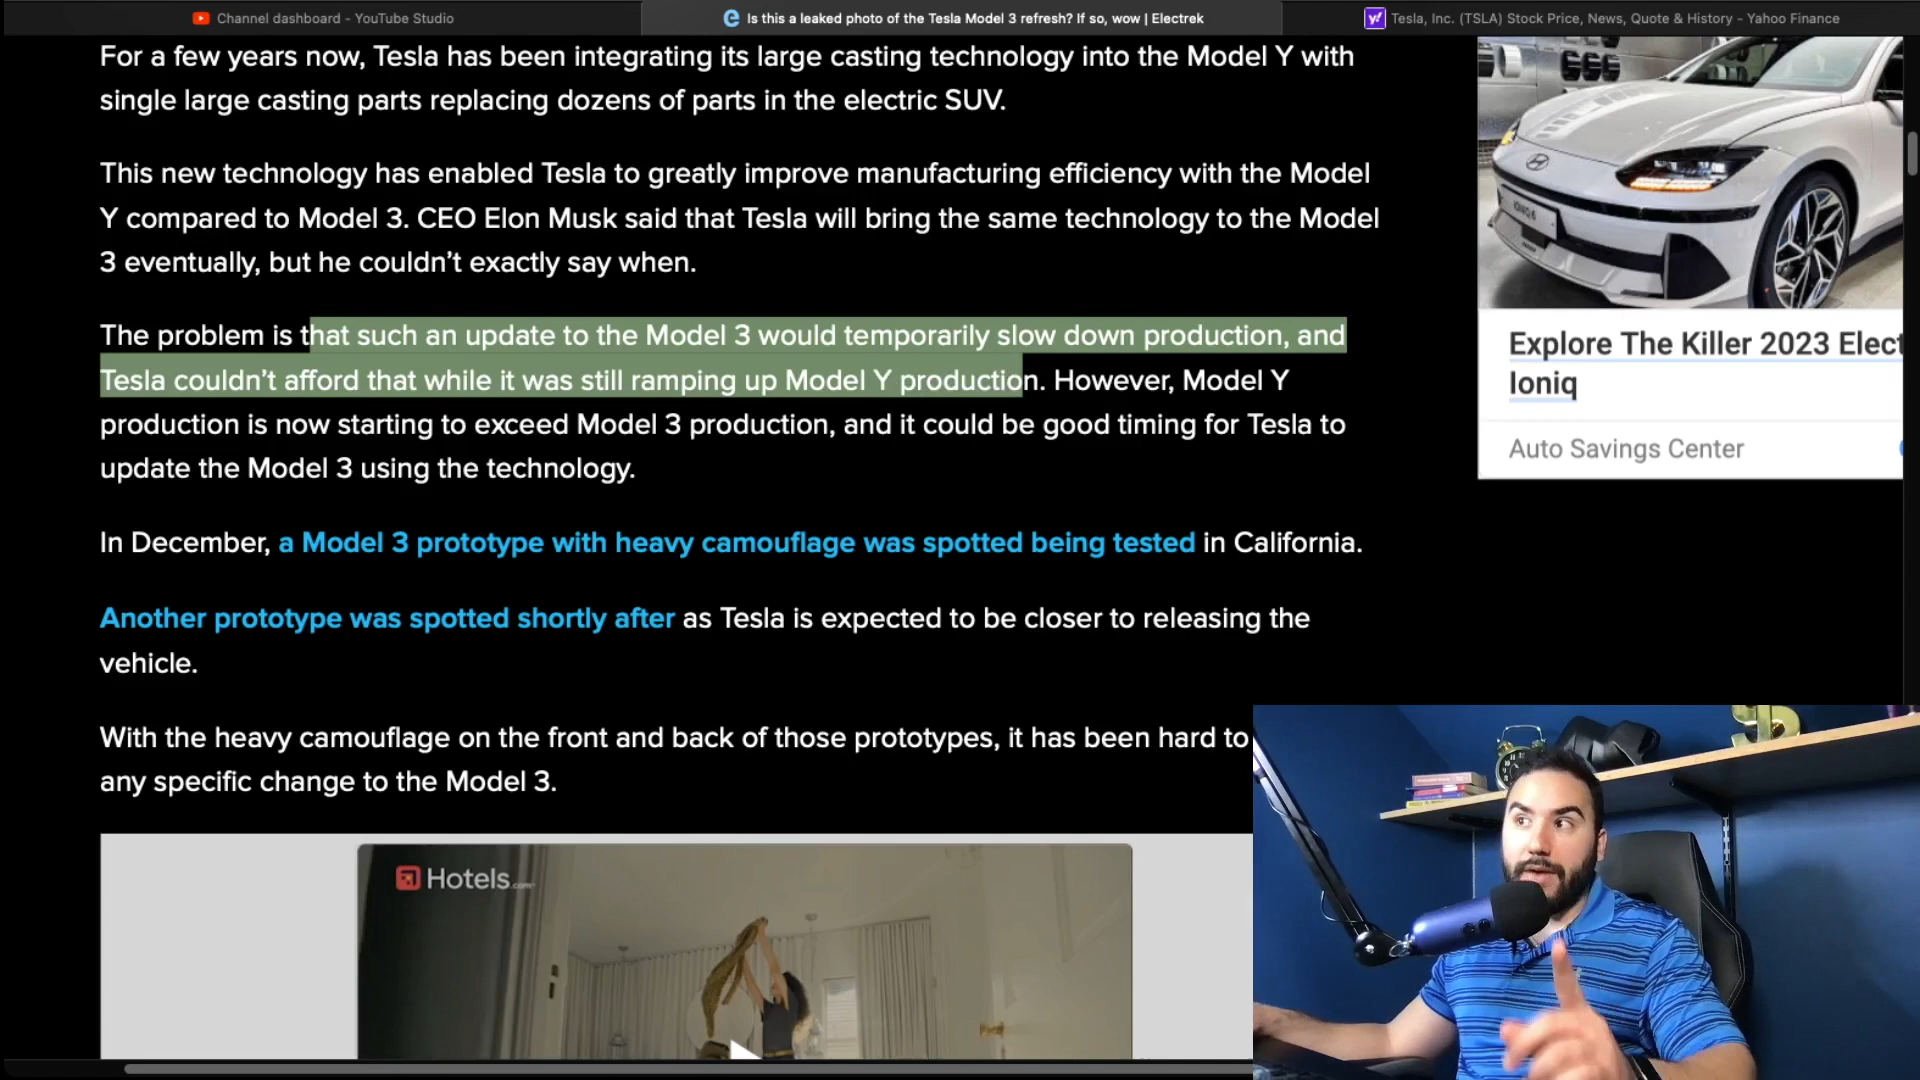 Channel dashboard - YouTube Studio
Is this a leaked photo of the Tesla Model 3 refresh? If so, wow | Electrek
Tesla, Inc. (TSLA) Stock Price, News, Quote & History - Yahoo Finance
For a few years now, Tesla has been integrating its large casting technology into the Model Y with
single large casting parts replacing dozens of parts in the electric SUV.
This new technology has enabled Tesla to greatly improve manufacturing efficiency with the Model
Y compared to Model 3. CEO Elon Musk said that Tesla will bring the same technology to the Model
3 eventually, but he couldn’t exactly say when.
The problem is that such an update to the Model 3 would temporarily slow down production, and
Tesla couldn’t afford that while it was still ramping up Model Y production. However, Model Y
production is now starting to exceed Model 3 production, and it could be good timing for Tesla to
update the Model 3 using the technology.
In December, a Model 3 prototype with heavy camouflage was spotted being tested in California.
Another prototype was spotted shortly after as Tesla is expected to be closer to releasing the
vehicle.
With the heavy camouflage on the front and back of those prototypes, it has been hard to
any specific change to the Model 3.
Hotels.com
IONIQ 6
Explore The Killer 2023 Elect
Ioniq
Auto Savings Center